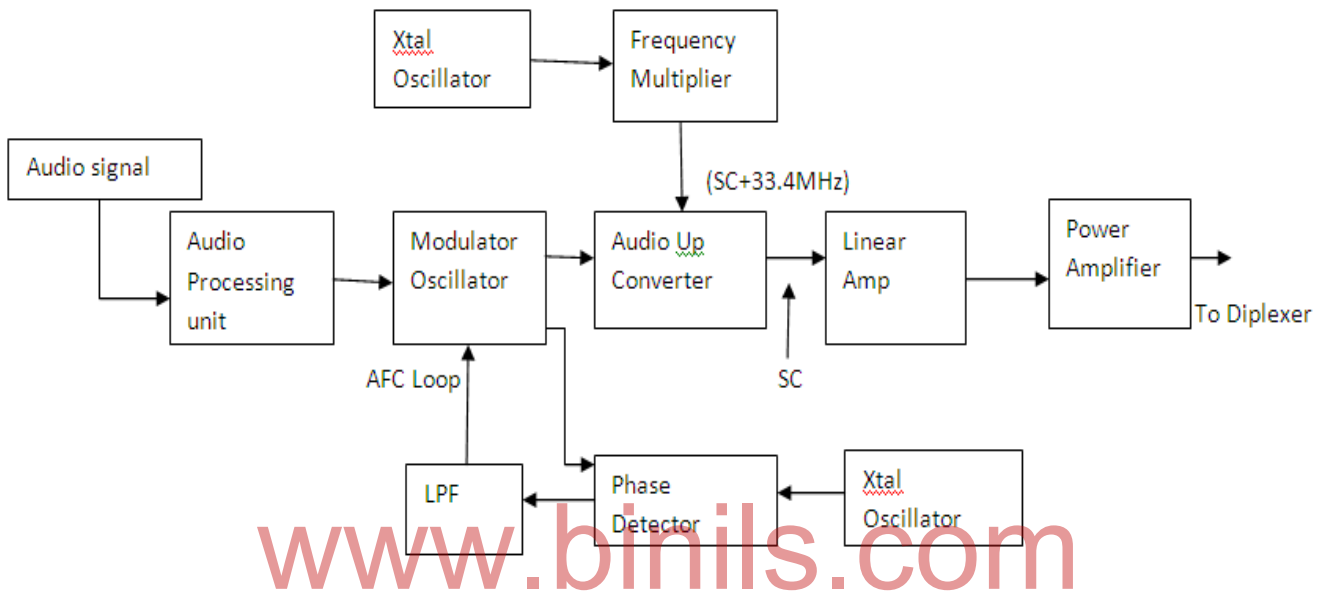 Xtal
Oscillator
Frequency
Multiplier
Audio signal
(SC+33.4MHz)
Audio
Processing
unit
Modulator
Oscillator
Audio Up
Converter
Linear
Amp
Power
Amplifier
To Diplexer
AFC Loop
SC
LPF
Phase
Detector
Xtal
Oscillator
www.binils.com